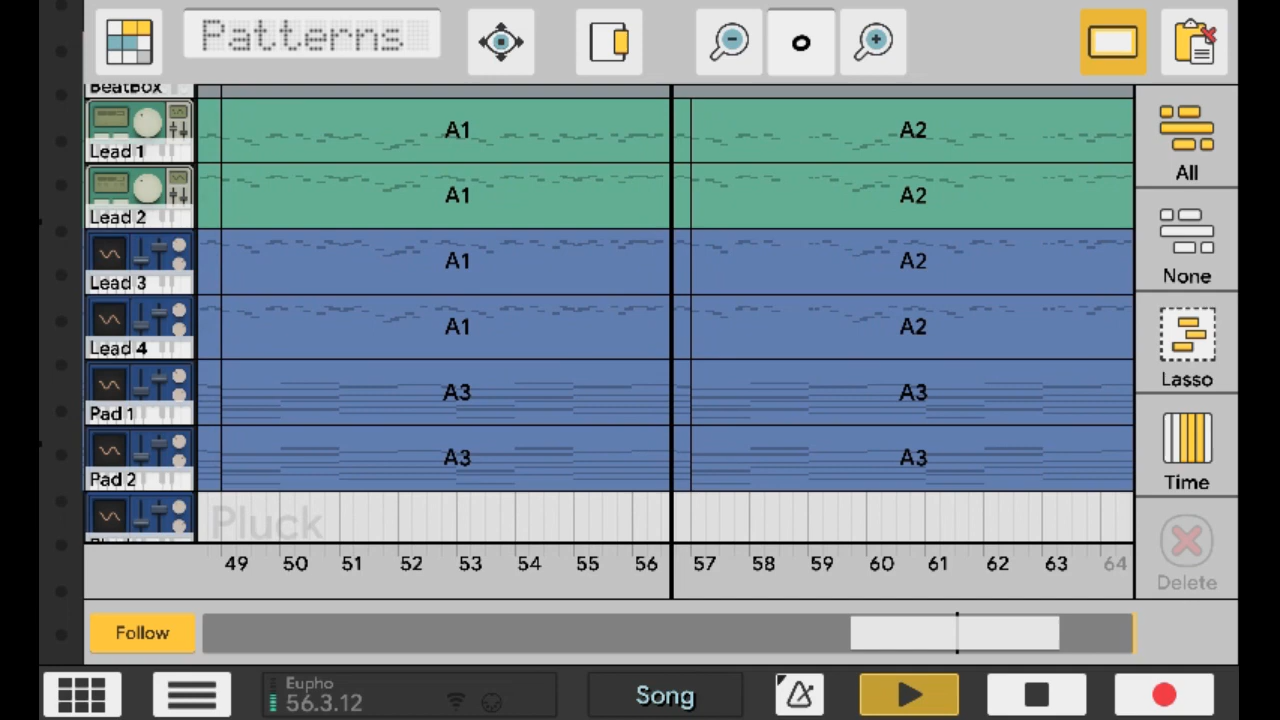 Patterns
BeatBox
Lead 1
A1
A2
All
Lead 2
A1
A2
Lead 3
A1
A2
None
Lead 4
A1
A2
Pad 1
A3
A3
Lasso
Pad 2
A3
A3
Time
Pluck
49 50 51 52 53 54 55 56 57 58 59 60 61 62 63 64
Delete
Follow
Eupho
56.3.12
Song